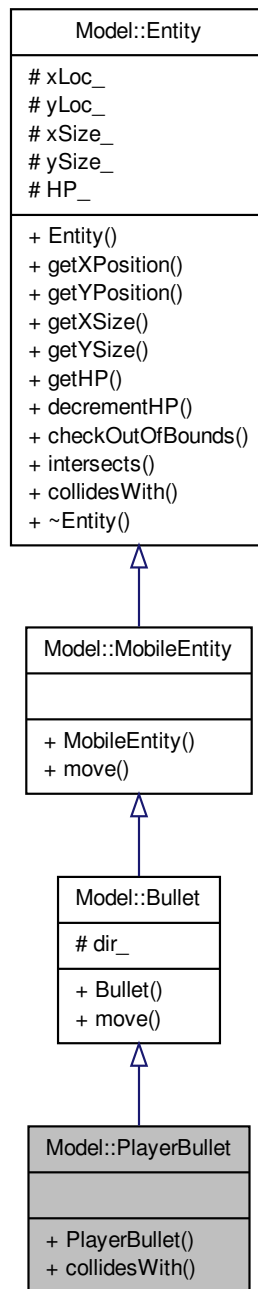 Model::Entity
# xLoc_
# yLoc_
# xSize_
# ySize_
# HP_
+ Entity()
+ getXPosition()
+ getYPosition()
+ getXSize()
+ getYSize()
+ getHP()
+ decrementHP()
+ checkOutOfBounds()
+ intersects()
+ collidesWith()
+ ~Entity()
Model::MobileEntity
+ MobileEntity()
+ move()
Model::Bullet
# dir_
+ Bullet()
+ move()
Model::PlayerBullet
+ PlayerBullet()
+ collidesWith()